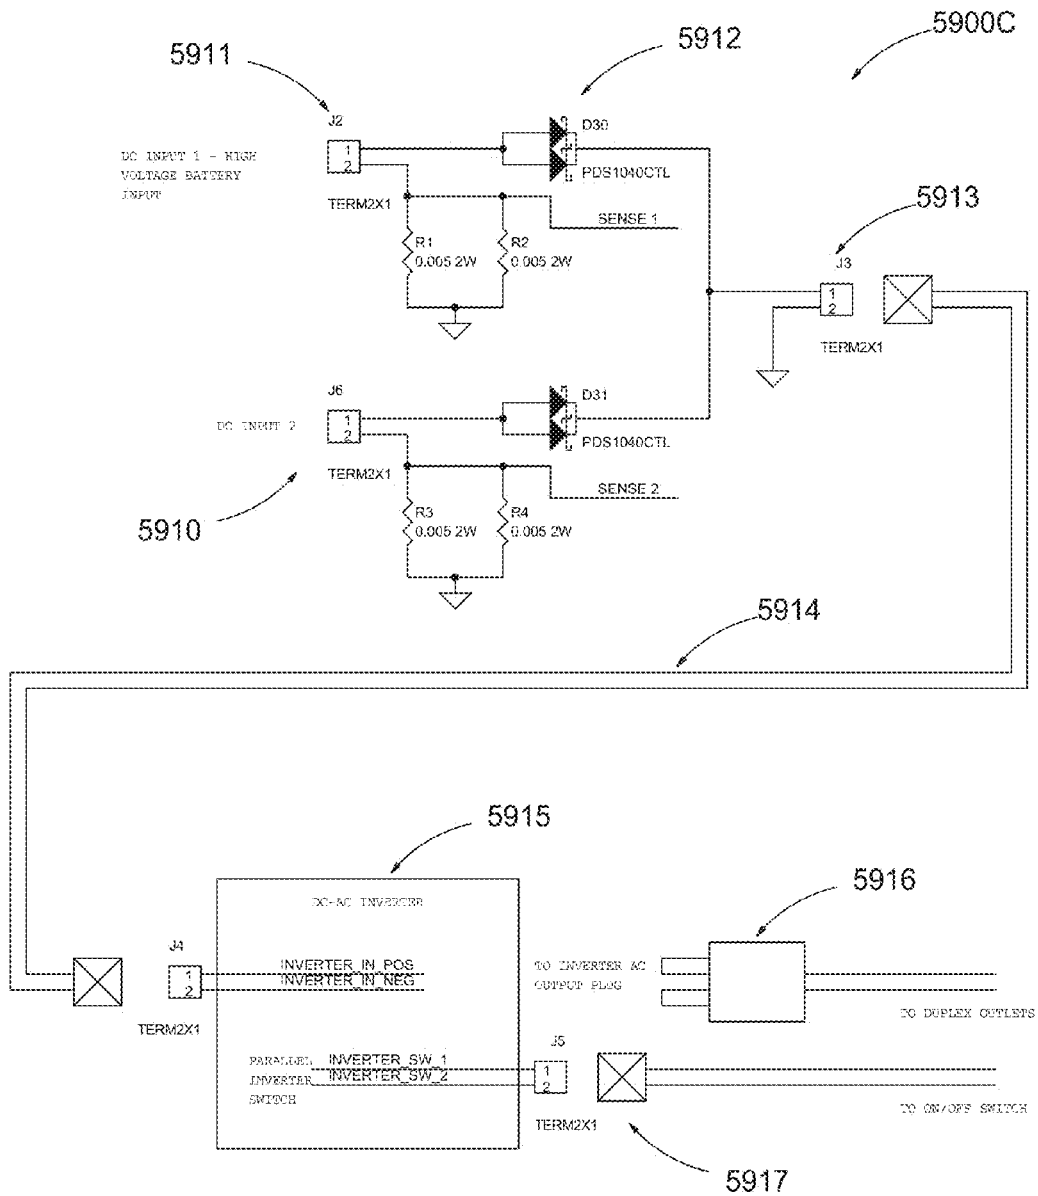 5900C
5911
5912
J2
D30
DC INPUT 1 - HIGH
VOLTAGE BATTERY
INPUT
1
2
PDS1040CTL
TERM2X1
SENSE 1
5913
R1
0.005 2W
R2
0.005 2W
J3
1
2
TERM2X1
J6
D31
DC INPUT 2
1
2
PDS1040CTL
TERM2X1
SENSE 2
5910
R3
0.005 2W
R4
0.005 2W
5914
5915
5916
DC-AC INVERTER
J4
1
2
INVERTER_IN_POS
INVERTER_IN_NEG
TO INVERTER AC
OUTPUT PLUG
TO DUPLEX OUTLETS
TERM2X1
PARALLEL
INVERTER
SWITCH
INVERTER_SW_1
INVERTER_SW_2
J5
1
2
TO ON/OFF SWITCH
TERM2X1
5917